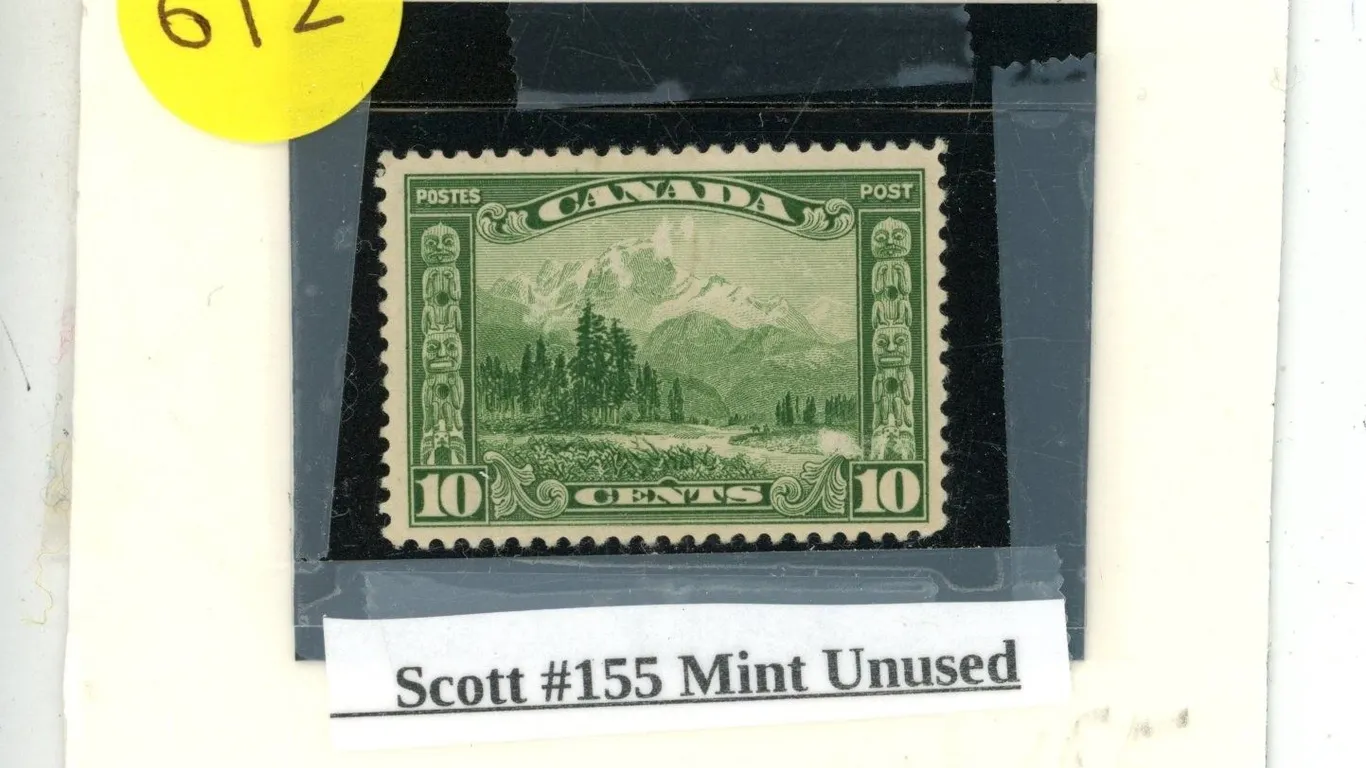 612
POSTES
CANADA
POST
10
CENTS
10
Scott #155 Mint Unused